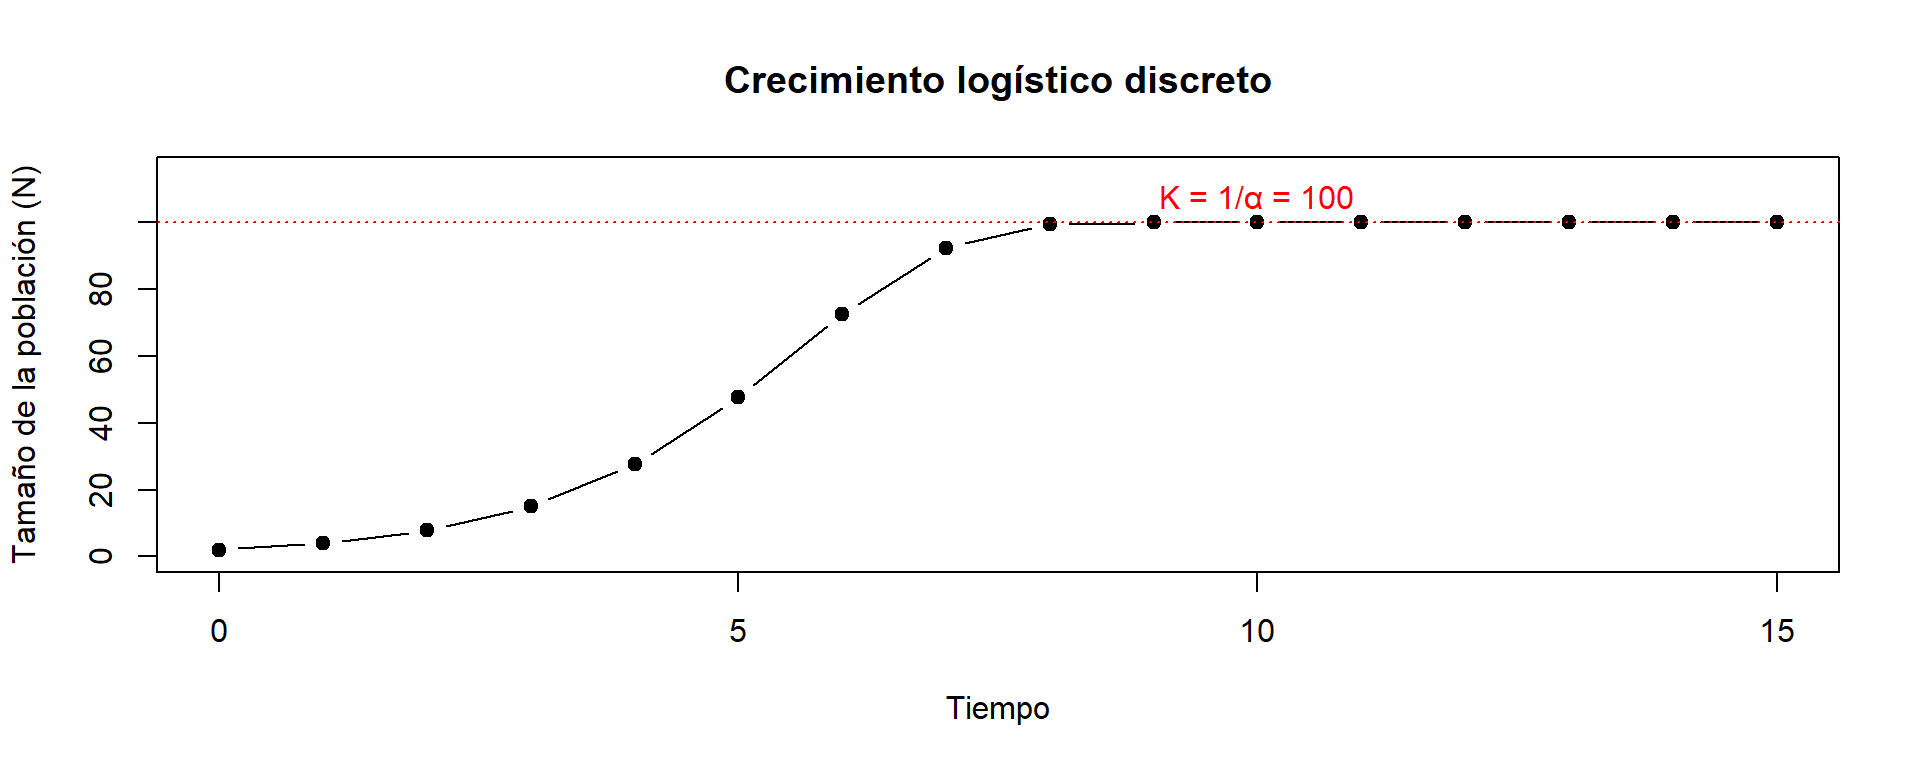 Crecimiento logístico discreto
Tamaño de la población (N)
K = 1/α = 100
80
60
40
20
0
0 5 10 15
Tiempo